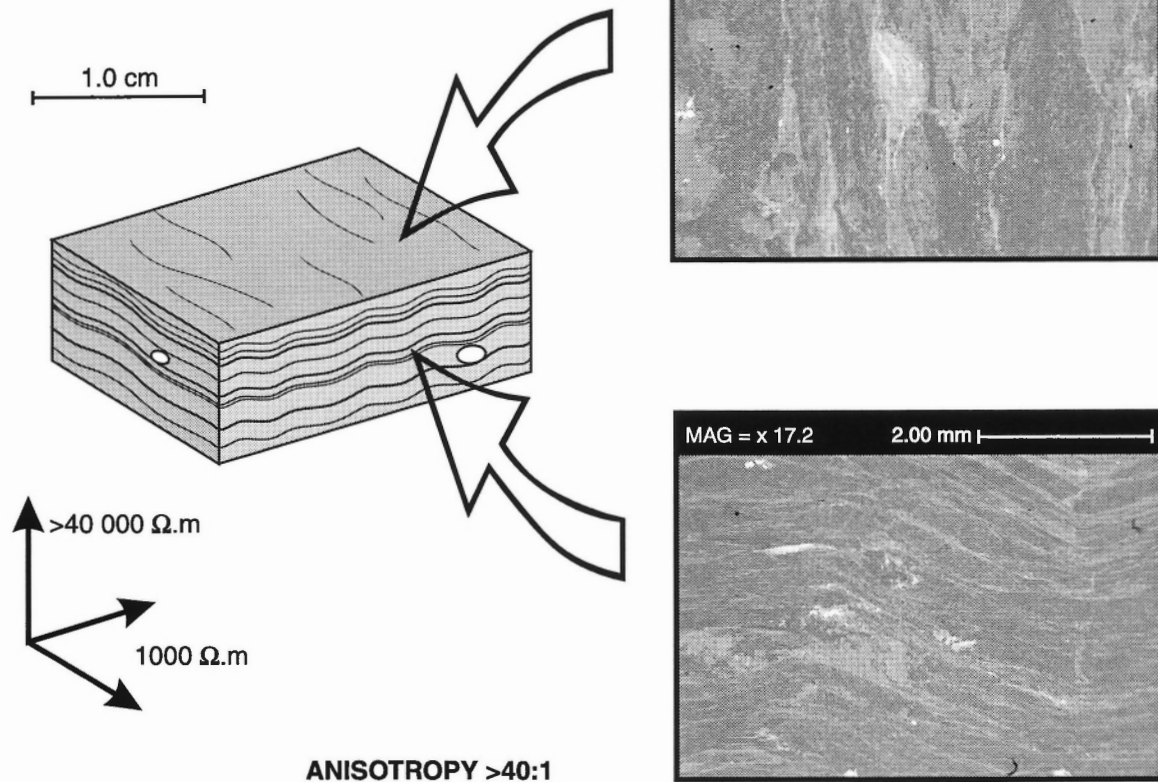 1.0 cm
MAG = x 17.2 2.00 mm
>40 000 Ω.m
1000 Ω.m
ANISOTROPY >40:1